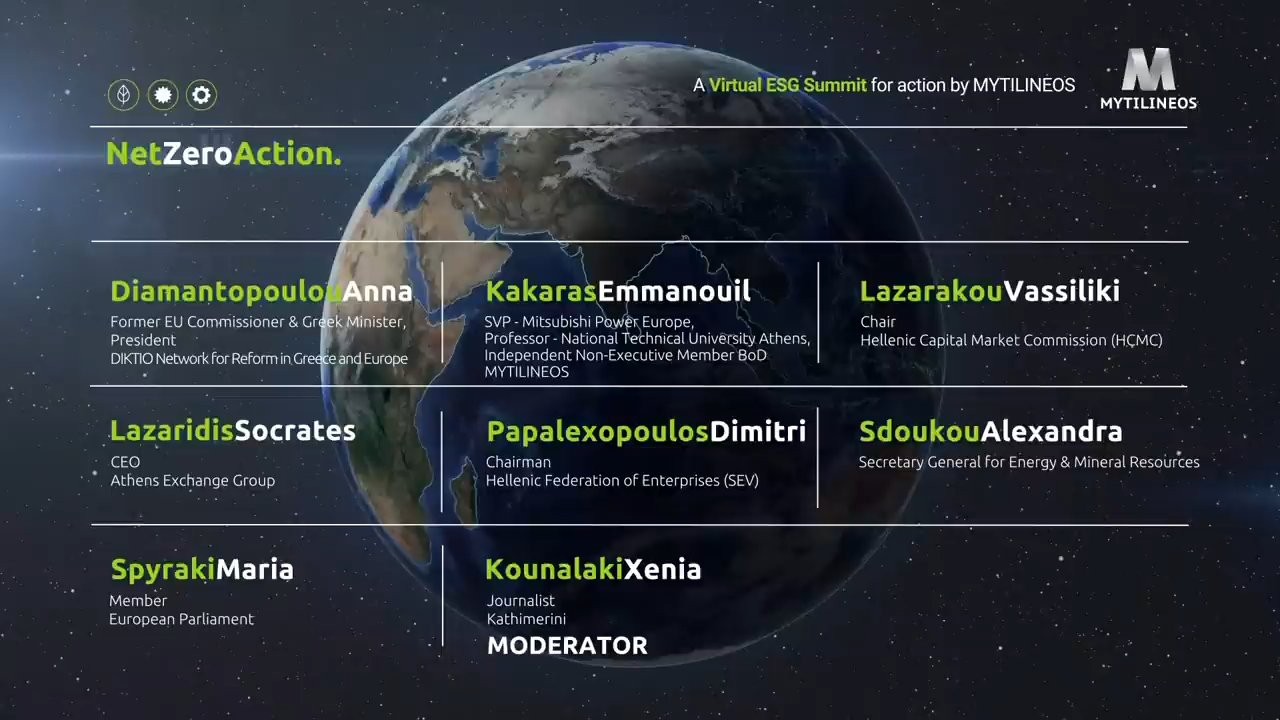 A Virtual ESG Summit for action by MYTILINEOS
MYTILINEOS
NetZeroAction.
DiamantopoulouAnna
Former EU Commissioner & Greek Minister,
President
DIKTIO Network for Reform in Greece and Europe
KakarasEmmanouil
SVP - Mitsubishi Power Europe,
Professor - National Technical University Athens,
Independent Non-Executive Member BoD
MYTILINEOS
LazarakouVassiliki
Chair
Hellenic Capital Market Commission (HCMC)
LazaridisSocrates
CEO
Athens Exchange Group
PapalexopoulosDimitri
Chairman
Hellenic Federation of Enterprises (SEV)
SdoukouAlexandra
Secretary General for Energy & Mineral Resources
SpyrakiMaria
Member
European Parliament
KounalakiXenia
Journalist
Kathimerini
MODERATOR